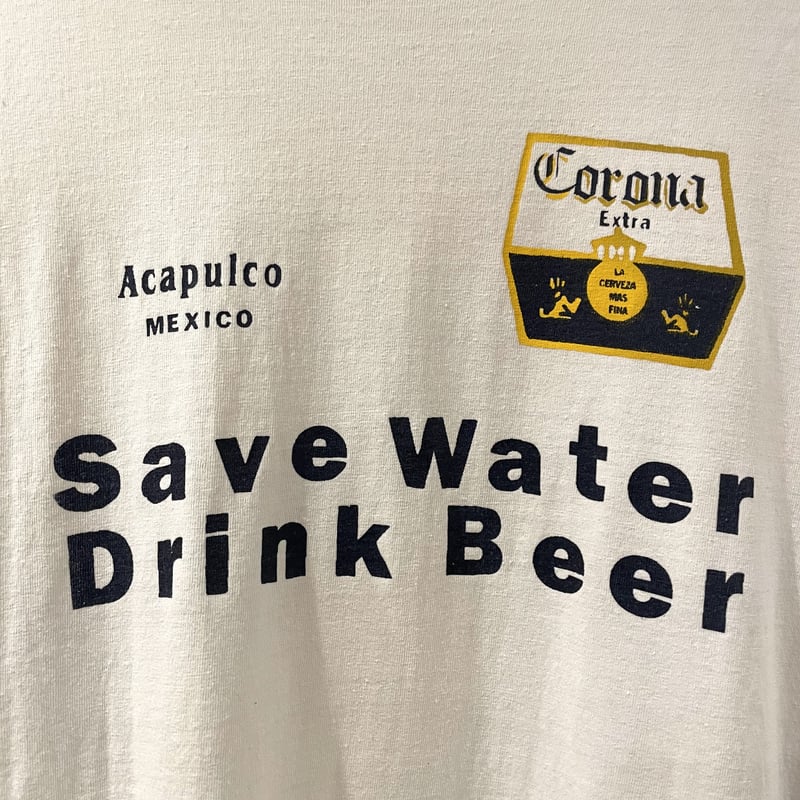 Corona
Extra
LA
CERVEZA
MAS
FINA
Acapulco
MEXICO
Save Water
Drink Beer